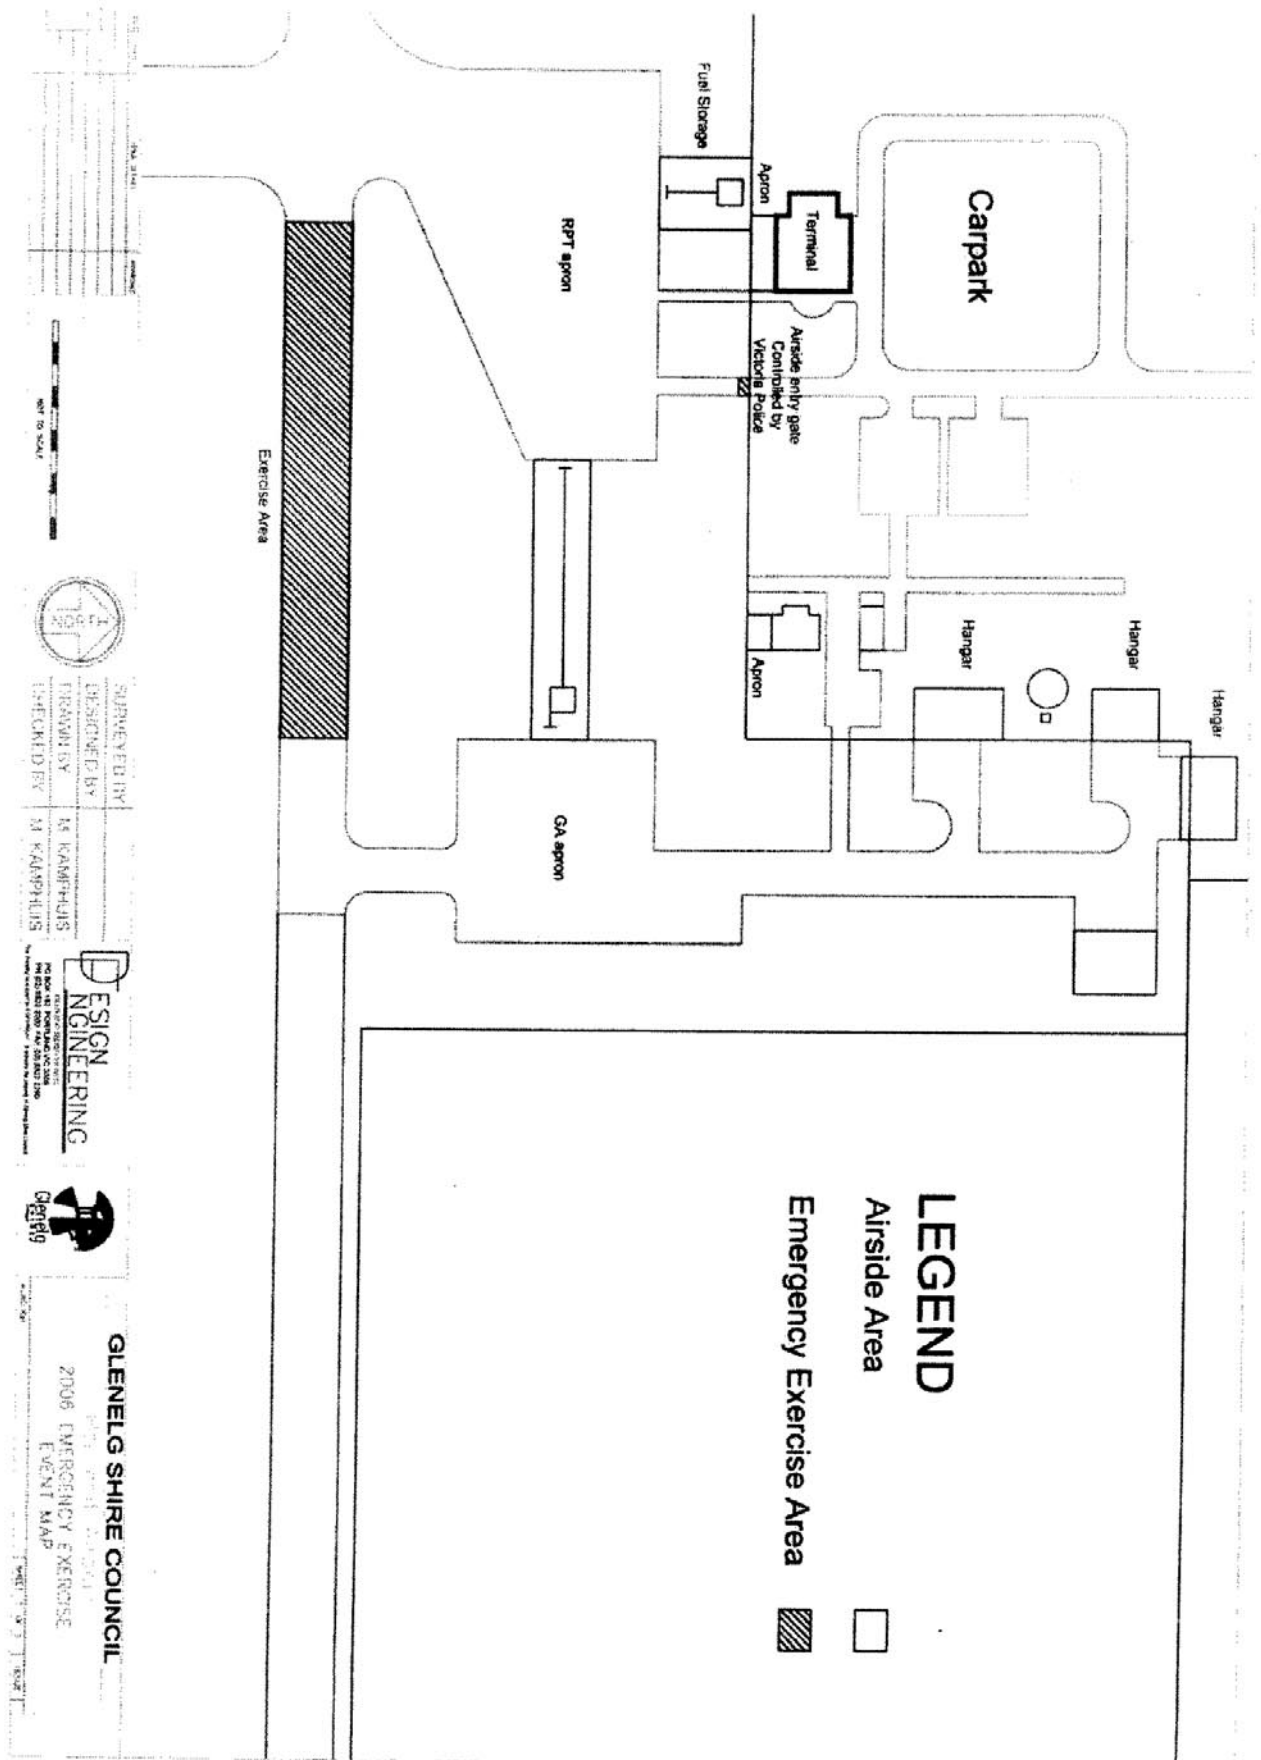 Carpark
Fuel Storage
Apron
Terminal
RPT apron
Airside entry gate
Controlled by
Victoria Police
Exercise Area
Hangar
Hangar
Hangar
Apron
GA apron
LEGEND
Airside Area
Emergency Exercise Area
NOT TO SCALE
NORTH
SURVEYED BY
DESIGNED BY
DRAWN BY M KAMPHUIS
CHECKED BY M KAMPHUIS
DESIGN
ENGINEERING
Glenelg
GLENELG SHIRE COUNCIL
2006 EMERGENCY EXERCISE
EVENT MAP